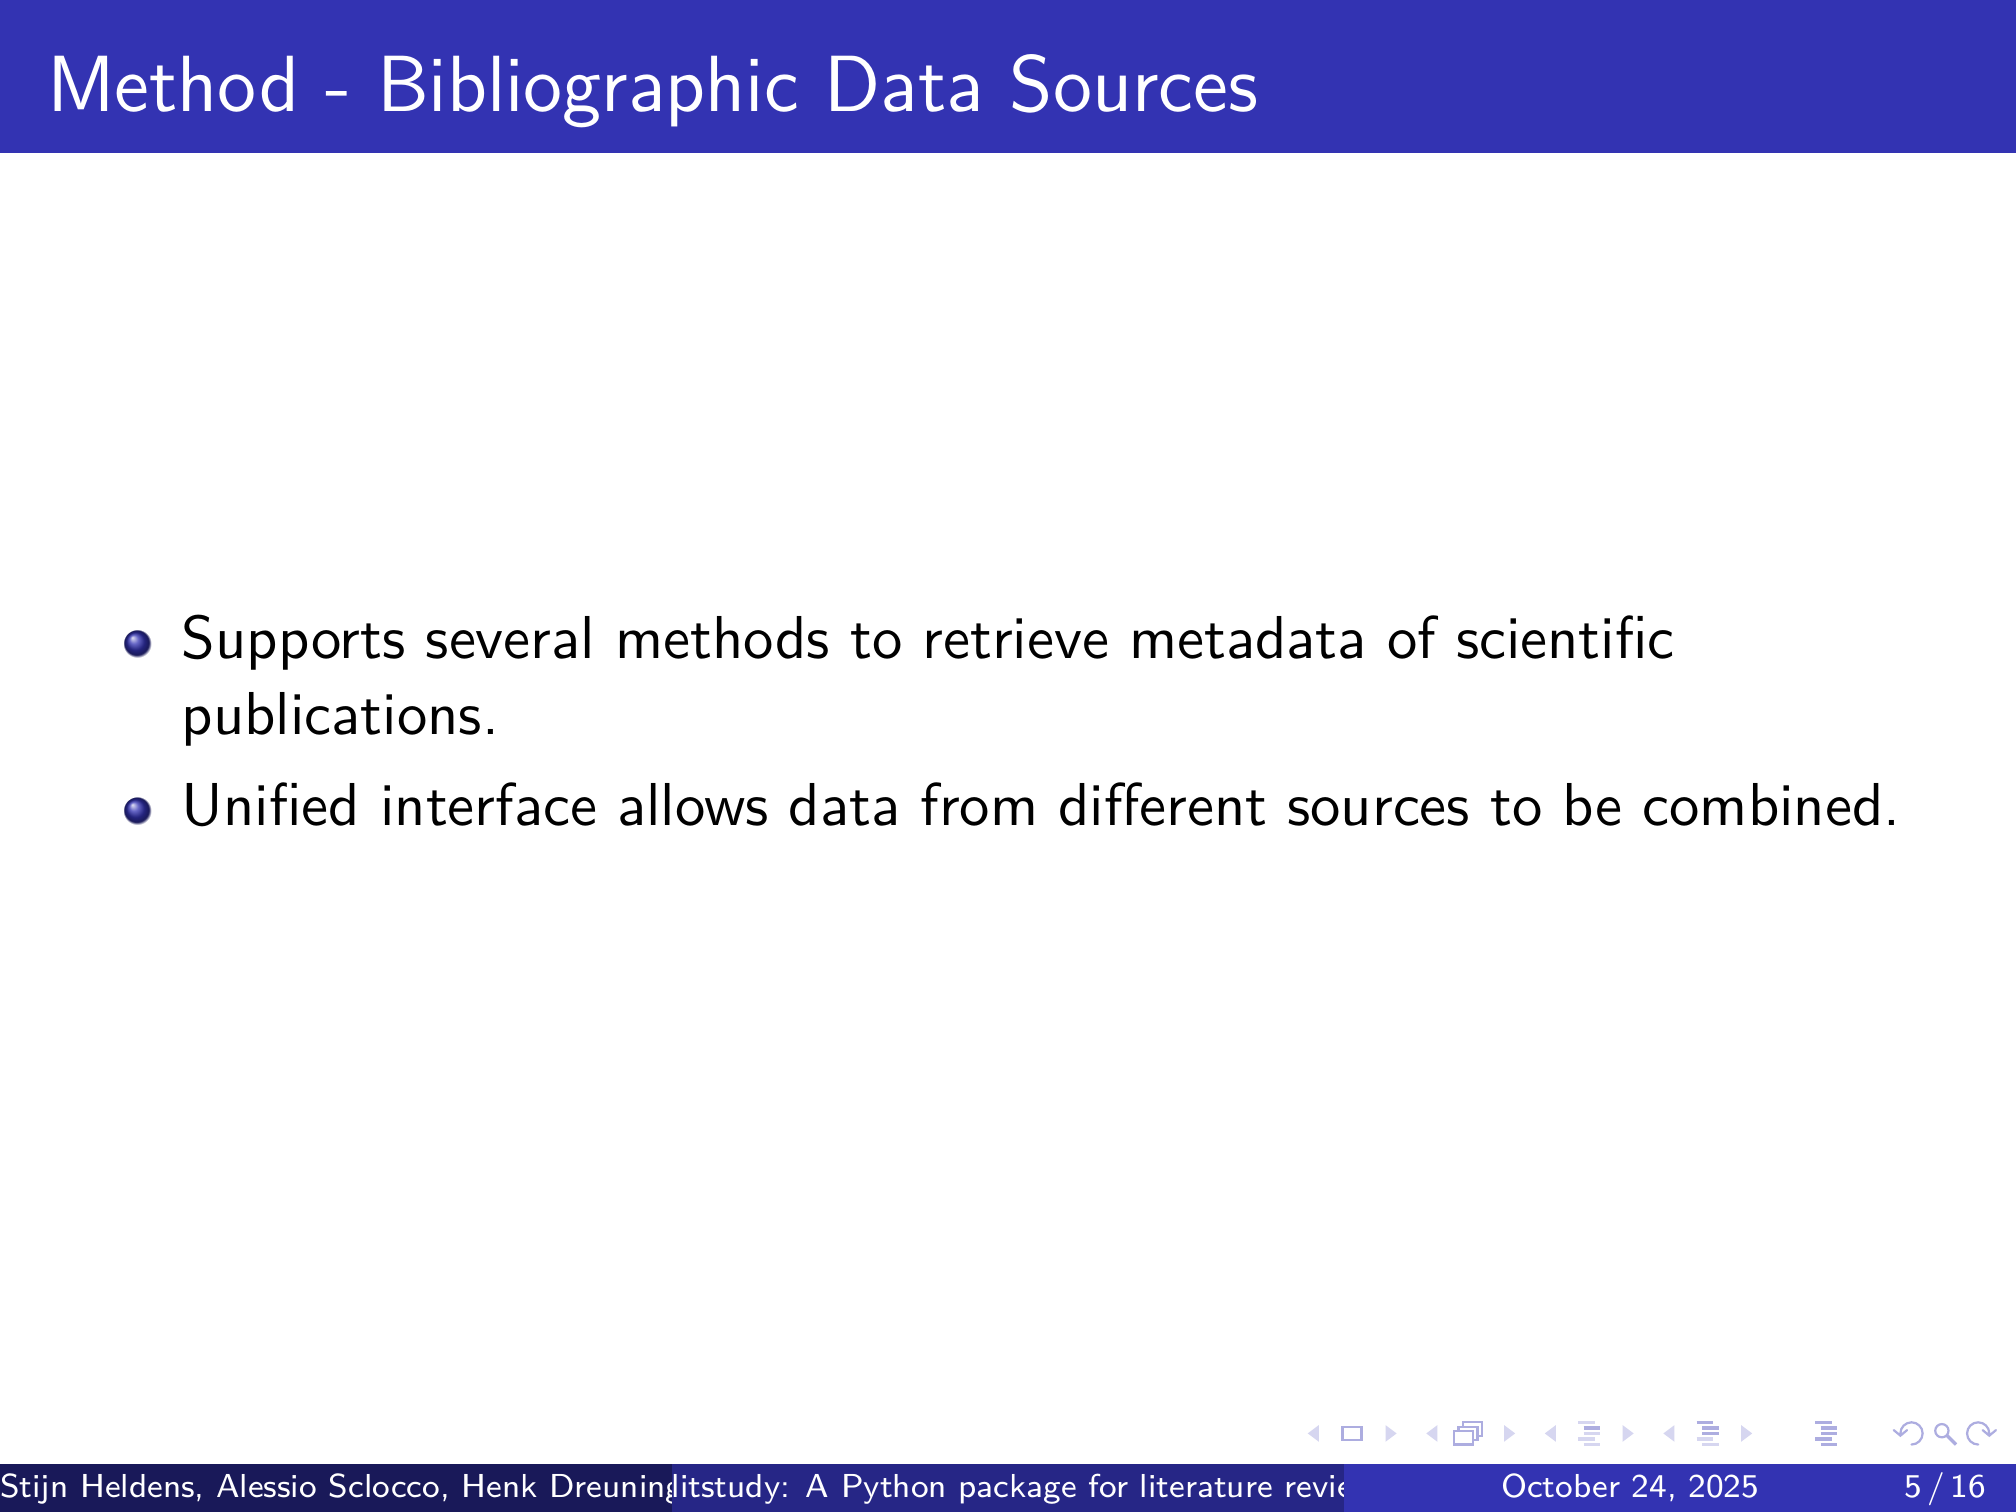 Method - Bibliographic Data Sources
Supports several methods to retrieve metadata of scientific
publications.
Unified interface allows data from different sources to be combined.
Stijn Heldens, Alessio Sclocco, Henk Dreuning litstudy: A Python package for literature revie October 24, 2025 5 / 16